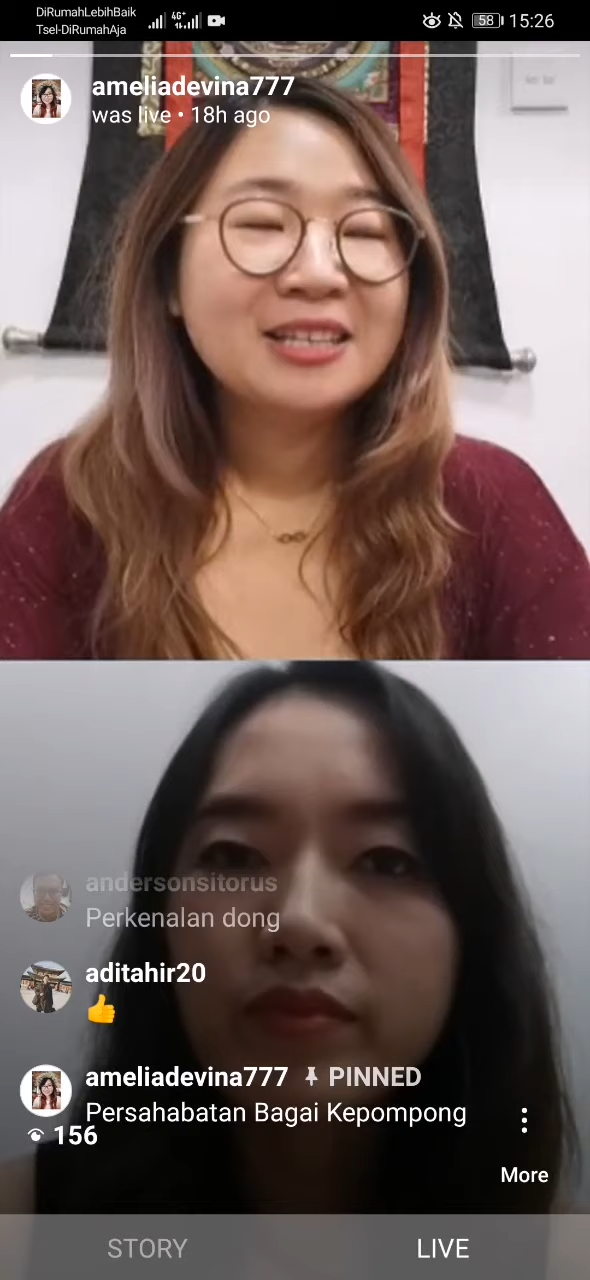 DiRumahLebihBaik
Tsel-DiRumahAja
4G+
58
15:26
ameliadevina777
was live • 18h ago
andersonsitorus
Perkenalan dong
aditahir20
👍
ameliadevina777 PINNED
Persahabatan Bagai Kepompong
156
More
STORY
LIVE